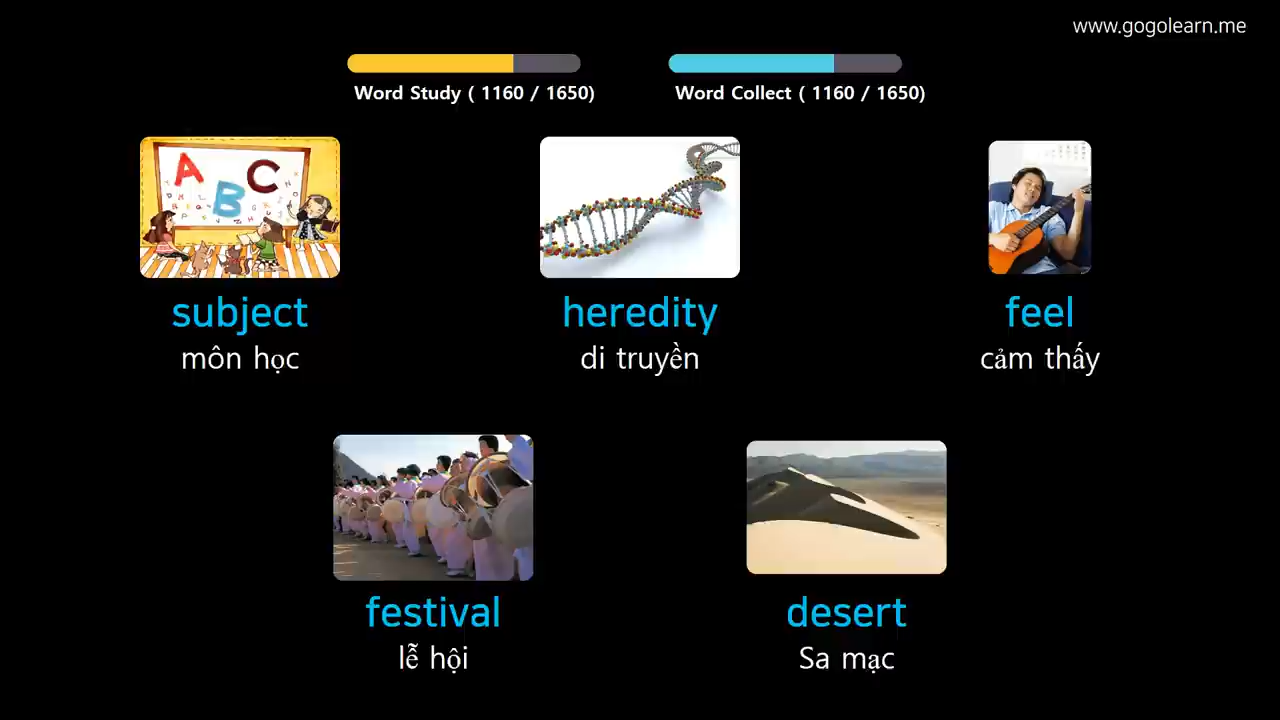 www.gogolearn.me
Word Study ( 1160 / 1650)
Word Collect ( 1160 / 1650)
A B C
subject
môn học
heredity
di truyền
feel
cảm thấy
festival
lễ hội
desert
Sa mạc